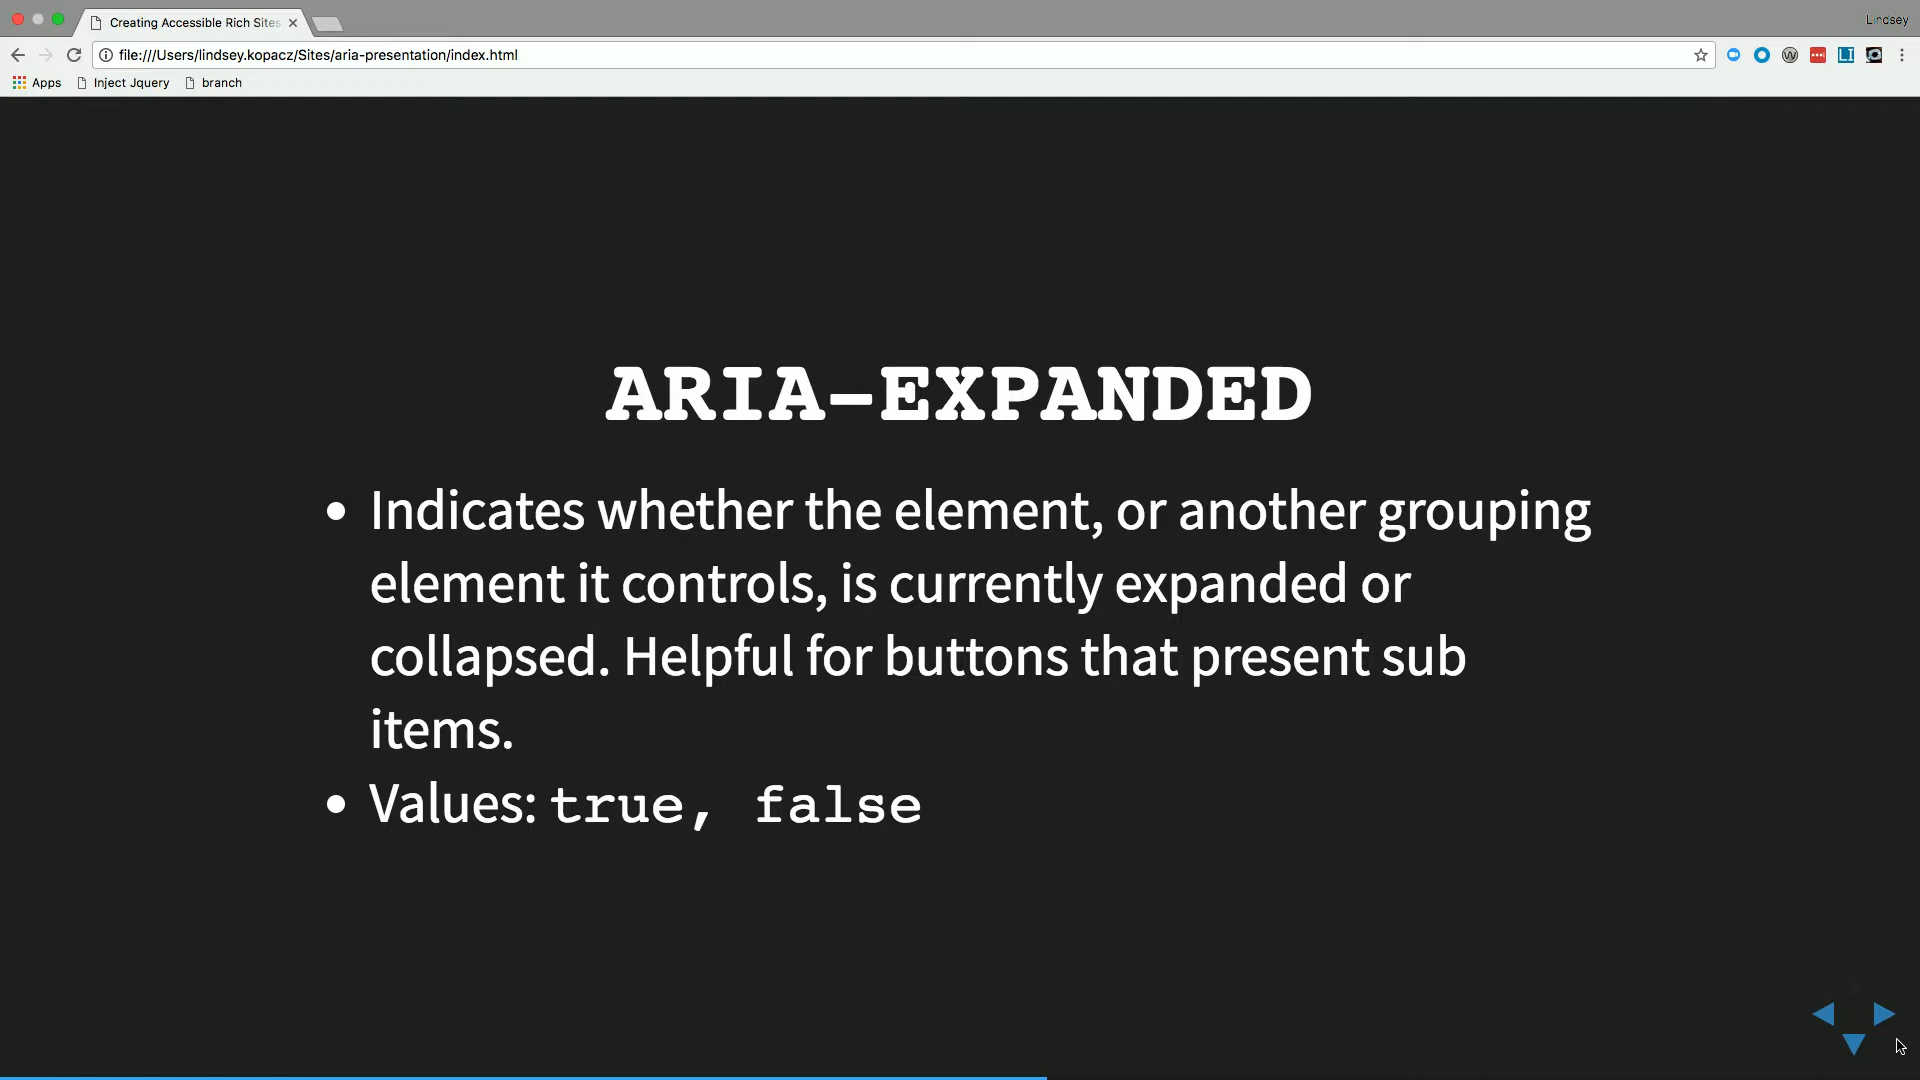 Creating Accessible Rich Sites
Lindsey
file:///Users/lindsey.kopacz/Sites/aria-presentation/index.html
Apps
Inject Jquery
branch
ARIA-EXPANDED
• Indicates whether the element, or another grouping
element it controls, is currently expanded or
collapsed. Helpful for buttons that present sub
items.
• Values: true, false